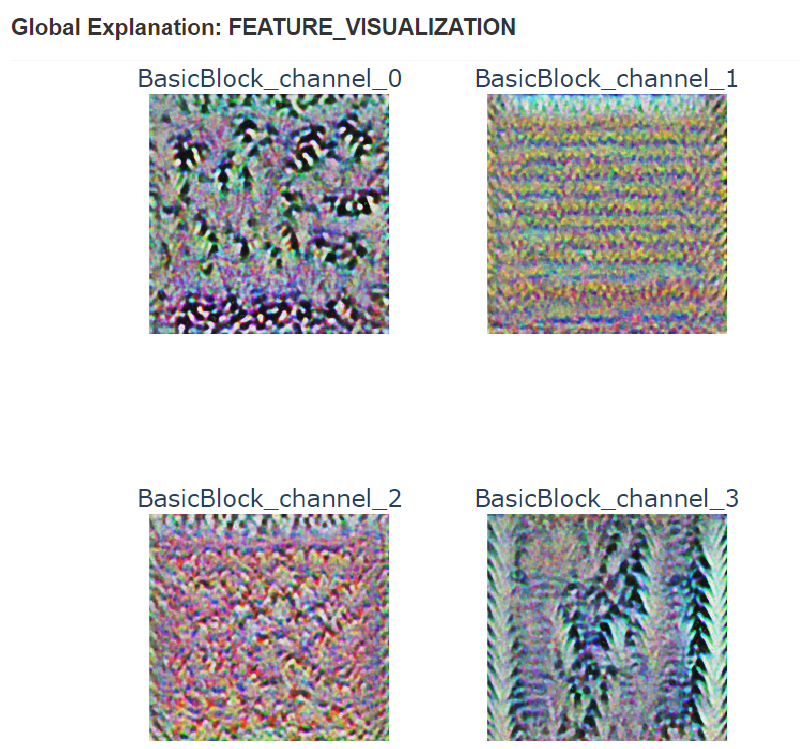 Global Explanation: FEATURE_VISUALIZATION
BasicBlock_channel_0
BasicBlock_channel_1
BasicBlock_channel_2
BasicBlock_channel_3